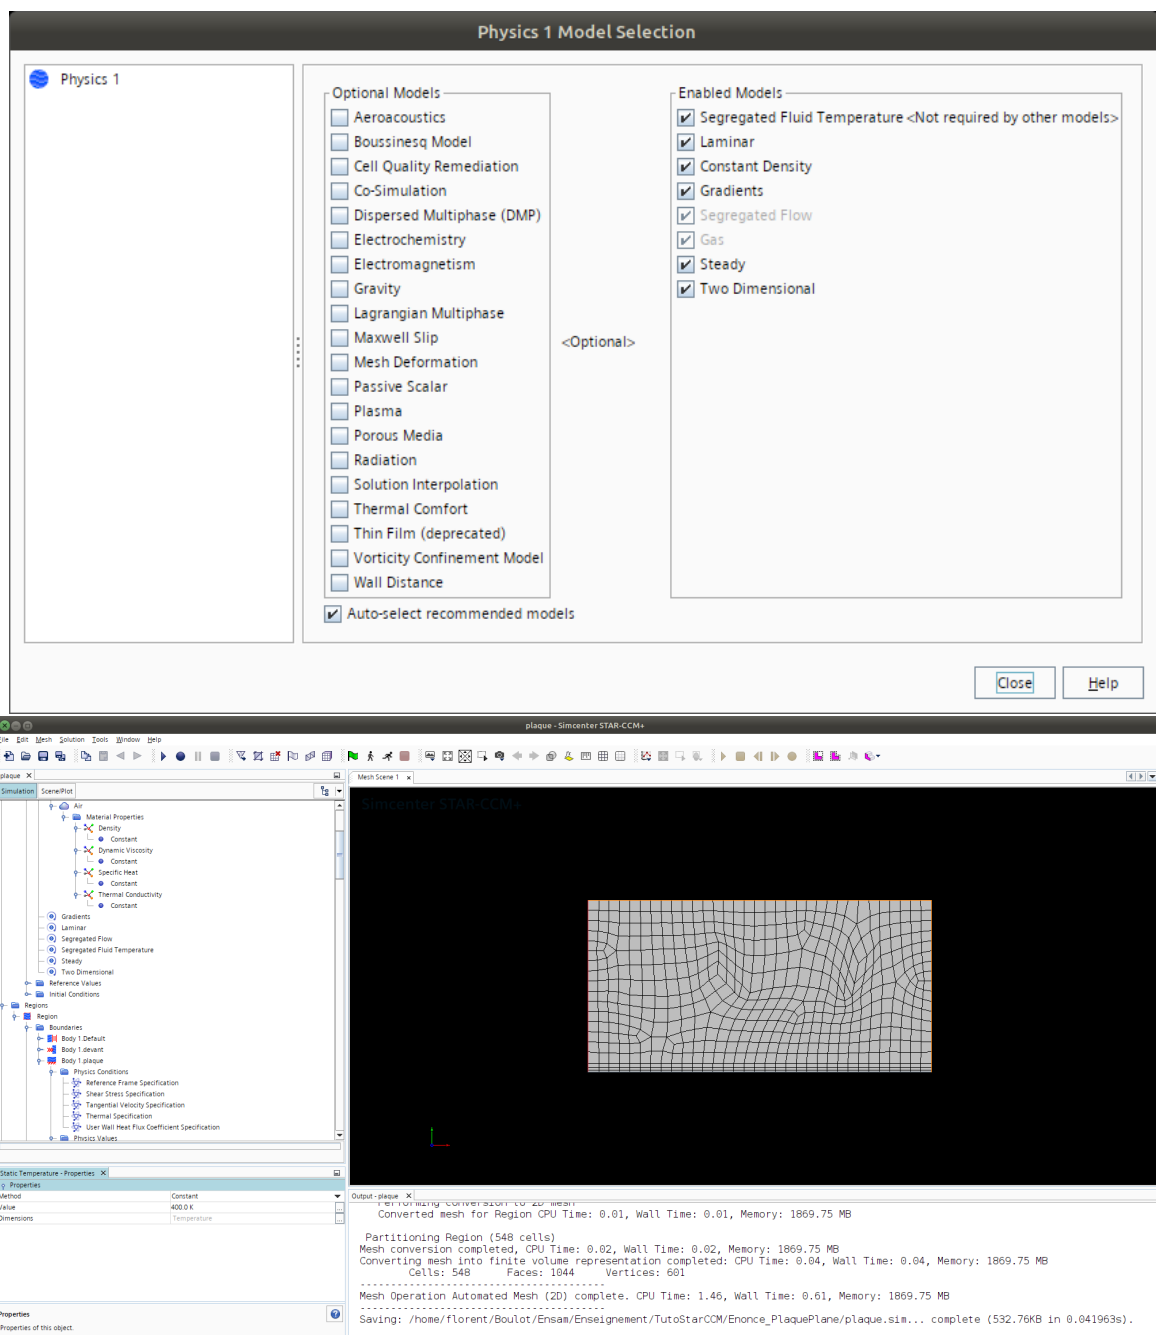 Physics 1 Model Selection
Physics 1
Optional Models
Aeroacoustics
Boussinesq Model
Cell Quality Remediation
Co-Simulation
Dispersed Multiphase (DMP)
Electrochemistry
Electromagnetism
Gravity
Lagrangian Multiphase
Maxwell Slip
Mesh Deformation
Passive Scalar
Plasma
Porous Media
Radiation
Solution Interpolation
Thermal Comfort
Thin Film (deprecated)
Vorticity Confinement Model
Wall Distance
Auto-select recommended models
<Optional>
Enabled Models
Segregated Fluid Temperature <Not required by other models>
Laminar
Constant Density
Gradients
Segregated Flow
Gas
Steady
Two Dimensional
Close Help
plaque - Simcenter STAR-CCM+
File Edit Mesh Solution Tools Window Help
plaque
Simulation Scene/Plot
Air
Material Properties
Density
Constant
Dynamic Viscosity
Constant
Specific Heat
Constant
Thermal Conductivity
Constant
Gradients
Laminar
Segregated Flow
Segregated Fluid Temperature
Steady
Two Dimensional
Reference Values
Initial Conditions
Regions
Region
Boundaries
Body 1.Default
Body 1.devant
Body 1.plaque
Physics Conditions
Reference Frame Specification
Shear Stress Specification
Tangential Velocity Specification
Thermal Specification
User Wall Heat Flux Coefficient Specification
Physics Values
Static Temperature - Properties
Properties
Method Constant
Value 400.0 K
Dimensions Temperature
Properties
Properties of this object.
Mesh Scene 1
Simcenter STAR-CCM+
Output - plaque
Performing conversion to 2D mesh
Converted mesh for Region CPU Time: 0.01, Wall Time: 0.01, Memory: 1869.75 MB
Partitioning Region (548 cells)
Mesh conversion completed, CPU Time: 0.02, Wall Time: 0.02, Memory: 1869.75 MB
Converting mesh into finite volume representation completed: CPU Time: 0.04, Wall Time: 0.04, Memory: 1869.75 MB
Cells: 548 Faces: 1044 Vertices: 601
----------------------------------------
Mesh Operation Automated Mesh (2D) complete. CPU Time: 1.46, Wall Time: 0.61, Memory: 1869.75 MB
----------------------------------------
Saving: /home/florent/Boulot/Ensam/Enseignement/TutoStarCCM/Enonce_PlaquePlane/plaque.sim... complete (532.76KB in 0.041963s).